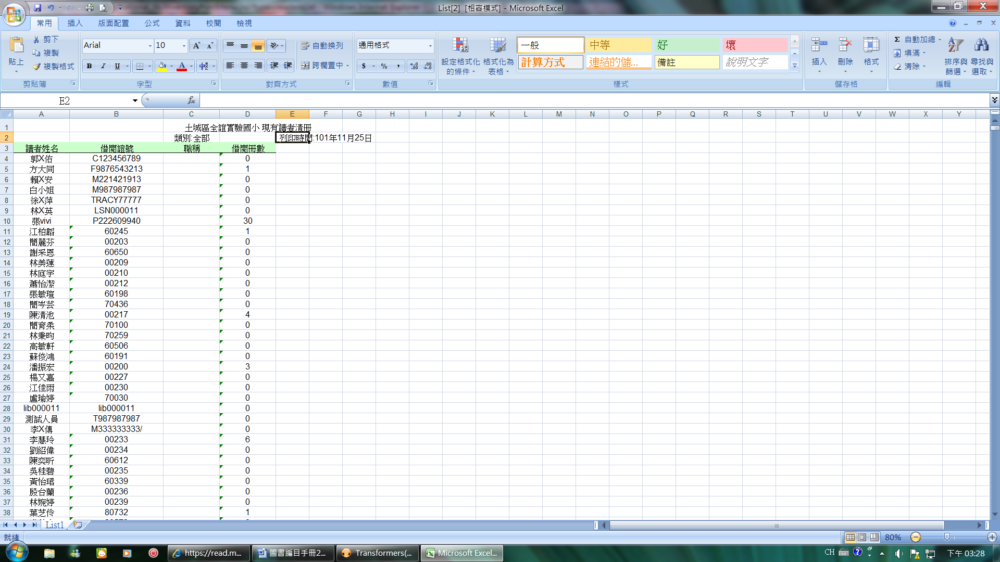 List[2] [相容模式] - Microsoft Excel
常用 插入 版面配置 公式 資料 校閱 檢視
貼上 剪下 複製 複製格式 剪貼簿
Arial 10 B I U 字型
自動換列 跨欄置中 對齊方式
通用格式 $ % , 數值
設定格式化的條件 格式化為表格
一般 中等 好 壞
計算方式 連結的儲... 備註 說明文字
樣式
插入 刪除 格式 儲存格
Σ 自動加總 填滿 清除 排序與篩選 尋找與選取 編輯
E2 fx
A B C D E F G H I J K L M N O P Q R S T U V W X Y
1 土城區全誼實驗國小 現有讀者清冊
2 類別:全部 列印時間:101年11月25日
3 讀者姓名 借閱證號 職稱 借閱冊數
4 郭X佑 C123456789 0
5 方大同 F9876543213 1
6 賴X安 M221421913 0
7 白小姐 M987987987 0
8 徐X萍 TRACY77777 0
9 林X英 LSN000011 0
10 張vivi P222609940 30
11 江柏韜 60245 1
12 簡麗芬 00203 0
13 謝采恩 60650 0
14 林美蓮 00209 0
15 林庭宇 00210 0
16 蕭怡潔 00212 0
17 張敏瑄 60198 0
18 簡岑芸 70436 0
19 陳清池 00217 4
20 簡育柔 70100 0
21 林秉昀 70259 0
22 高敏軒 60506 0
23 蘇俊鴻 60191 0
24 潘振宏 00200 3
25 楊又嘉 00227 0
26 江佳雨 00230 0
27 盧瑜婷 70030 0
28 lib000011 lib000011 0
29 測試人員 T987987987 0
30 李X傳 M333333333/ 0
31 李慧玲 00233 6
32 劉紹偉 00234 0
33 陳奕昕 60612 0
34 吳桂碧 00235 0
35 黃怡珺 60339 0
36 殷台蘭 00236 0
37 林婉婷 00239 0
38 葉芝伶 80732 1
List1
就緒 80%
https://read.m... 圖書編目手冊2... Transformers(... Microsoft Excel... CH 下午 03:28